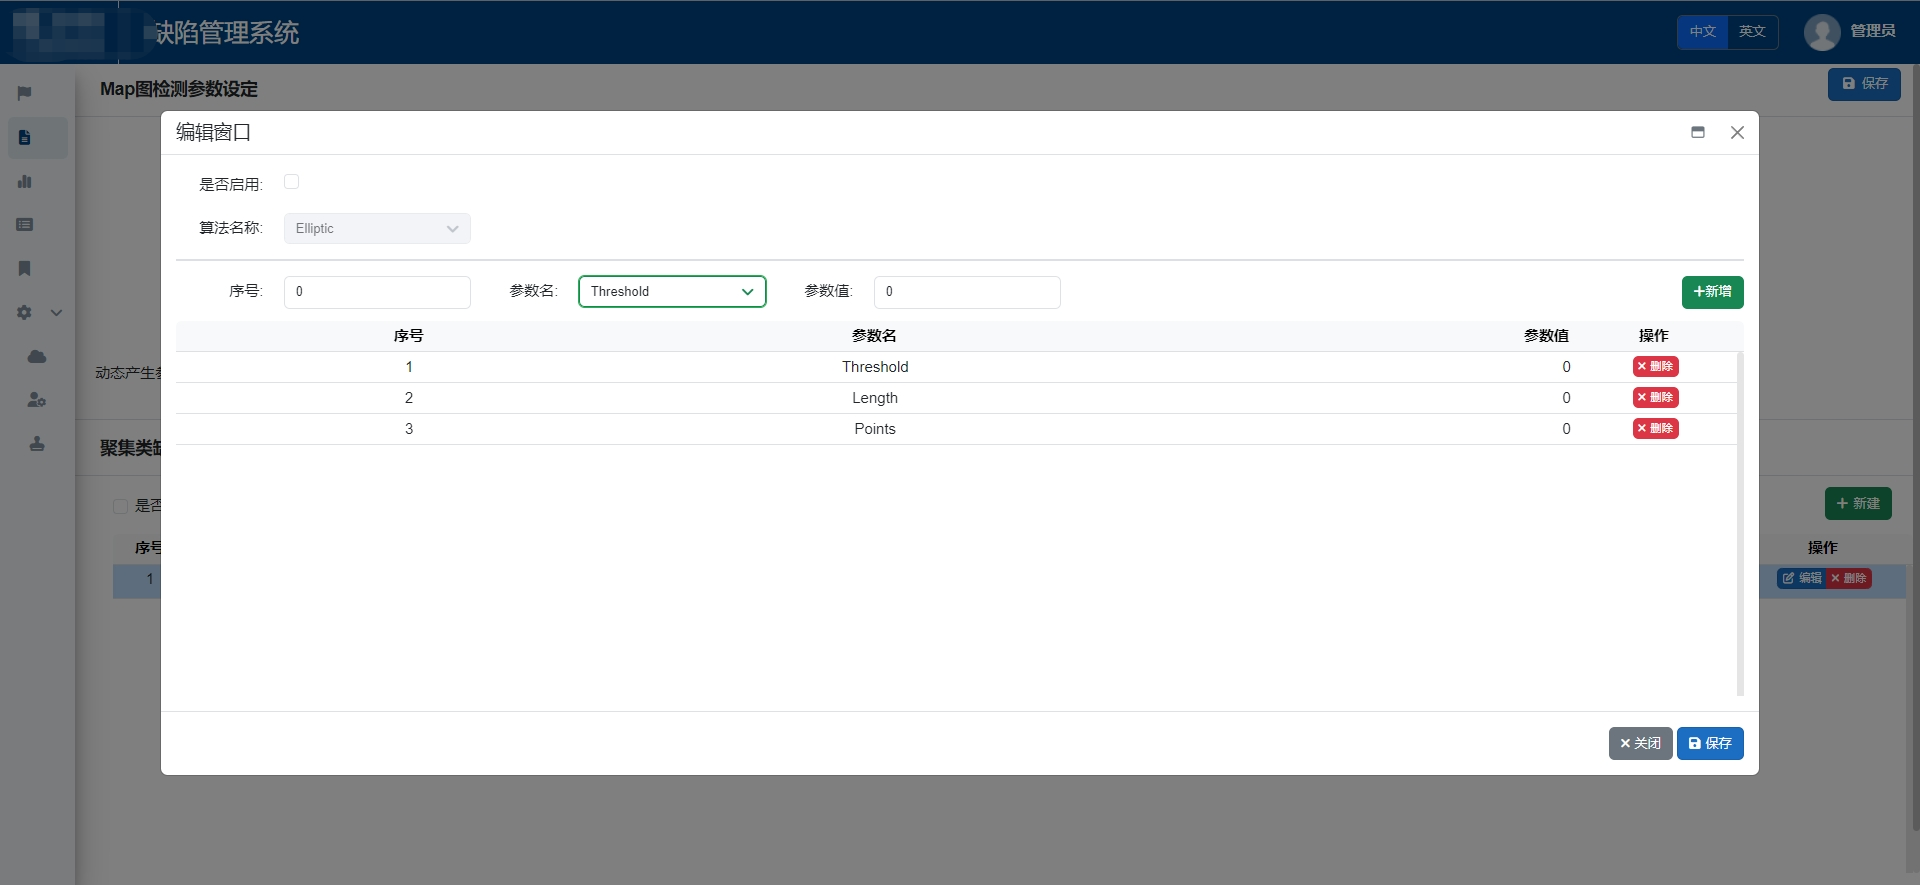 缺陷管理系统
中文 英文 管理员
Map图检测参数设定 保存
编辑窗口
是否启用:
算法名称: Elliptic
序号: 0 参数名: Threshold 参数值: 0 新增
序号 参数名 参数值 操作
1 Threshold 0 删除
2 Length 0 删除
3 Points 0 删除
关闭 保存
动态产生
聚集类
是否 新建
序号 操作
1 编辑 删除